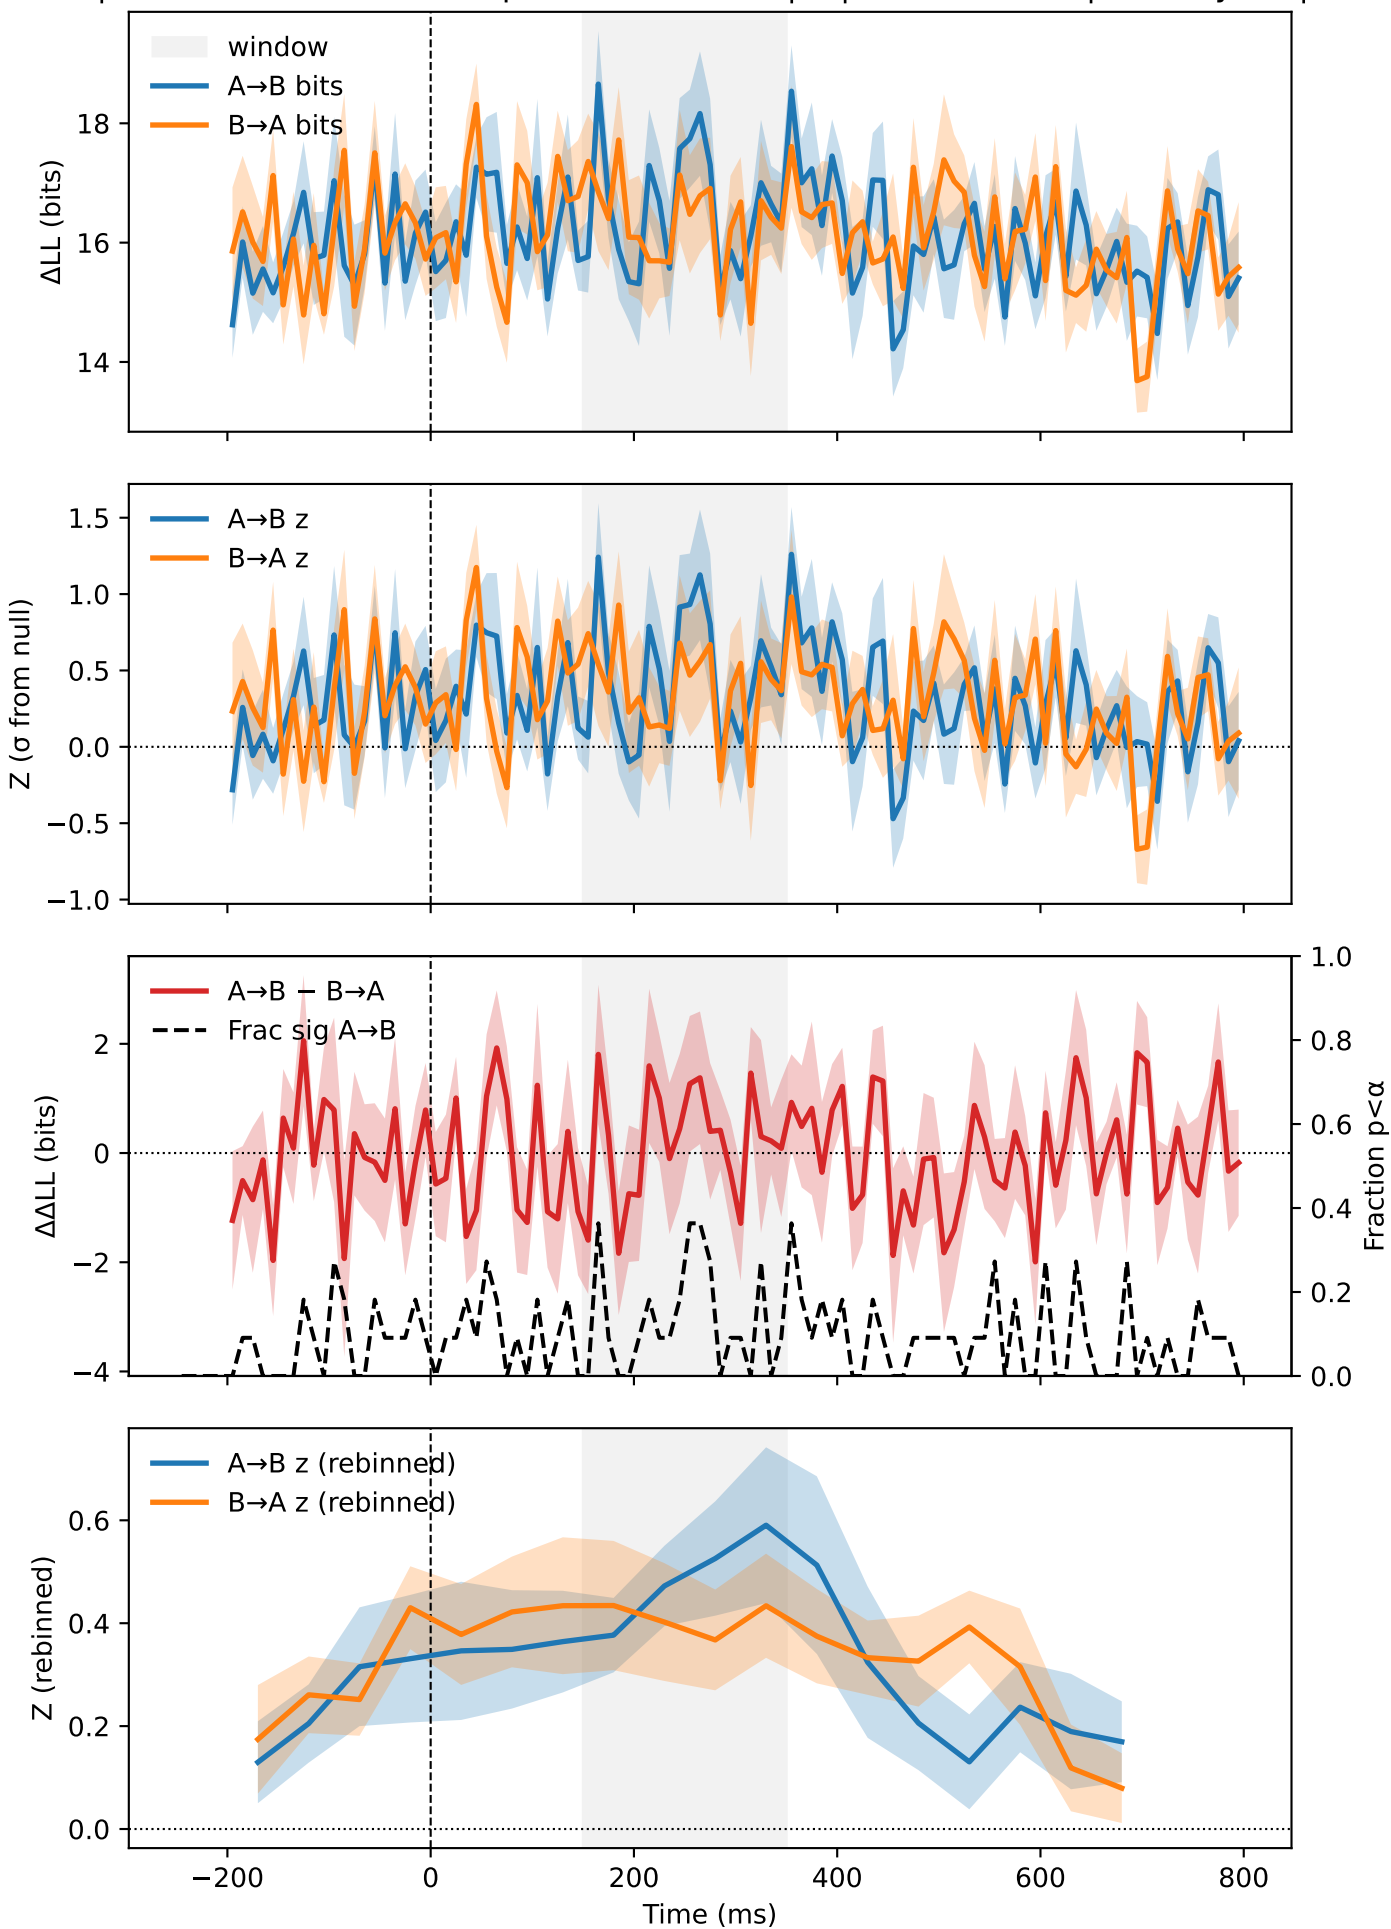 window
A→B bits
B→A bits
ΔLL (bits)
18
16
14
A→B z
B→A z
Z (σ from null)
1.5
1.0
0.5
0.0
−0.5
−1.0
A→B − B→A
Frac sig A→B
ΔΔLL (bits)
2
0
−2
−4
1.0
0.8
0.6
0.4
0.2
0.0
Fraction p<α
A→B z (rebinned)
B→A z (rebinned)
Z (rebinned)
0.6
0.4
0.2
0.0
−200
0
200
400
600
800
Time (ms)